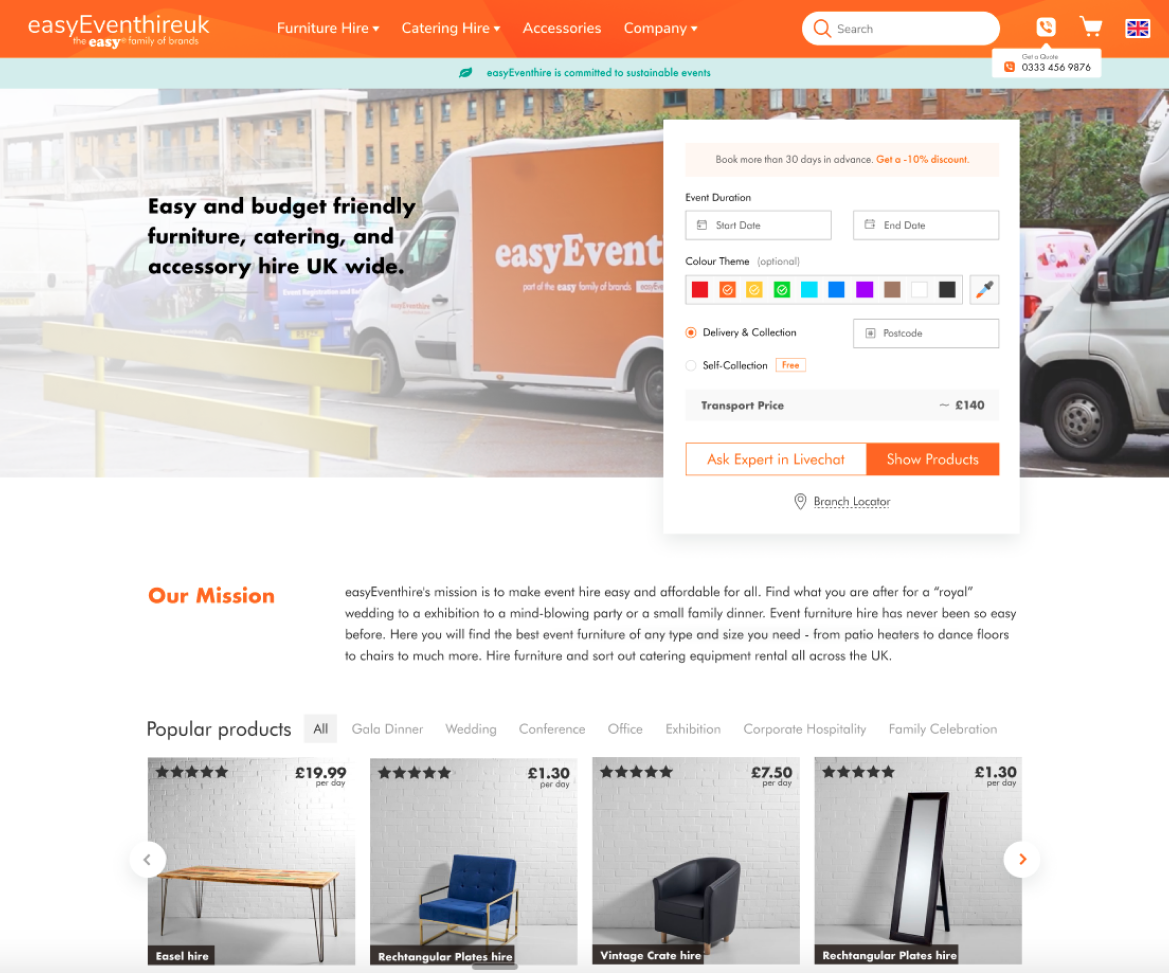 easyEventhireuk
the easy® family of brands
Furniture Hire ▾ Catering Hire ▾ Accessories Company ▾
Search
Get a Quote
0333 456 9876
easyEventhire is committed to sustainable events
Easy and budget friendly
furniture, catering, and
accessory hire UK wide.
easyEvent
part of the easy family of brands
Book more than 30 days in advance. Get a -10% discount.
Event Duration
Start Date End Date
Colour Theme (optional)
Delivery & Collection Postcode
Self-Collection Free
Transport Price ~ £140
Ask Expert in Livechat Show Products
Branch Locator
Our Mission
easyEventhire's mission is to make event hire easy and affordable for all. Find what you are after for a “royal”
wedding to a exhibition to a mind-blowing party or a small family dinner. Event furniture hire has never been so easy
before. Here you will find the best event furniture of any type and size you need - from patio heaters to dance floors
to chairs to much more. Hire furniture and sort out catering equipment rental all across the UK.
Popular products All Gala Dinner Wedding Conference Office Exhibition Corporate Hospitality Family Celebration
£19.99
per day
Easel hire
£1.30
per day
Rechtangular Plates hire
£7.50
per day
Vintage Crate hire
£1.30
per day
Rechtangular Plates hire